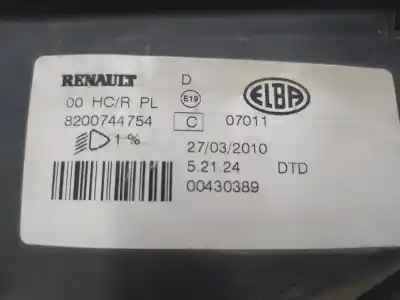 RENAULT D ELBA
00 HC/R PL E19
8200744754 C 07011
1 %
27/03/2010
5.21.24 DTD
00430389